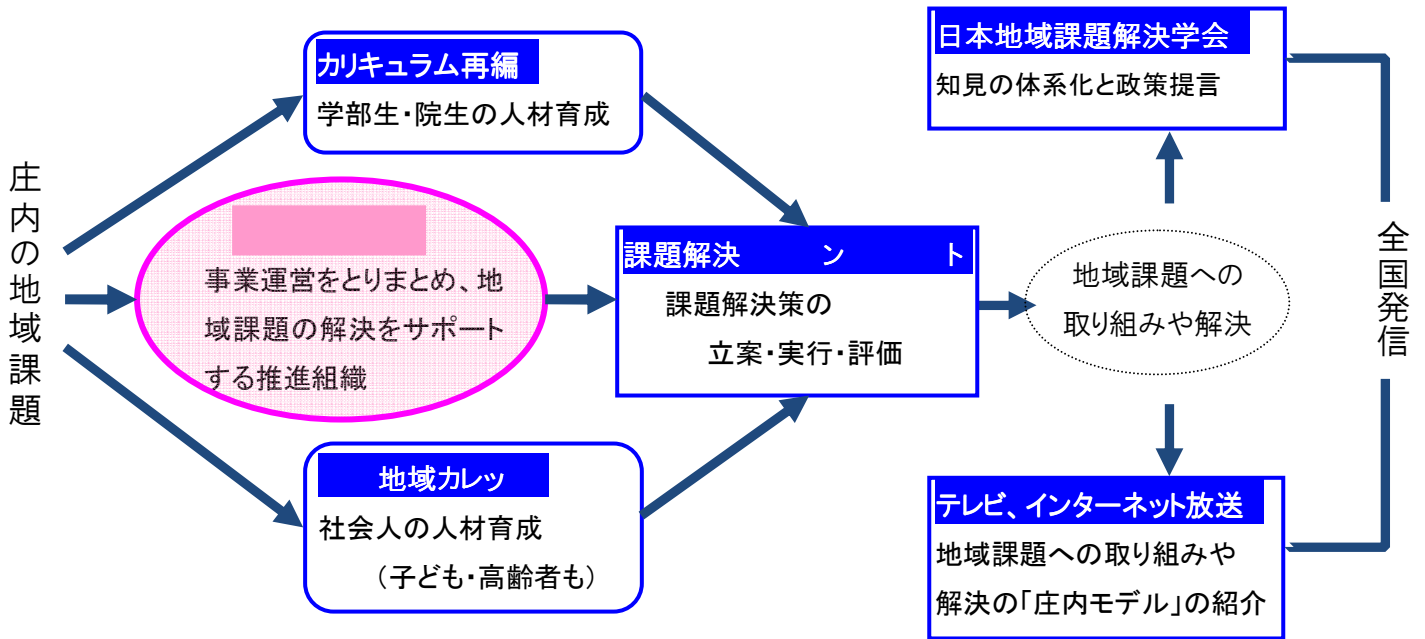 庄内の地域課題
カリキュラム再編
学部生・院生の人材育成
事業運営をとりまとめ、地
域課題の解決をサポート
する推進組織
地域カレッ
社会人の人材育成
（子ども・高齢者も）
課題解決　ン　ト
課題解決策の
立案・実行・評価
地域課題への
取り組みや解決
日本地域課題解決学会
知見の体系化と政策提言
テレビ、インターネット放送
地域課題への取り組みや
解決の「庄内モデル」の紹介
全国発信